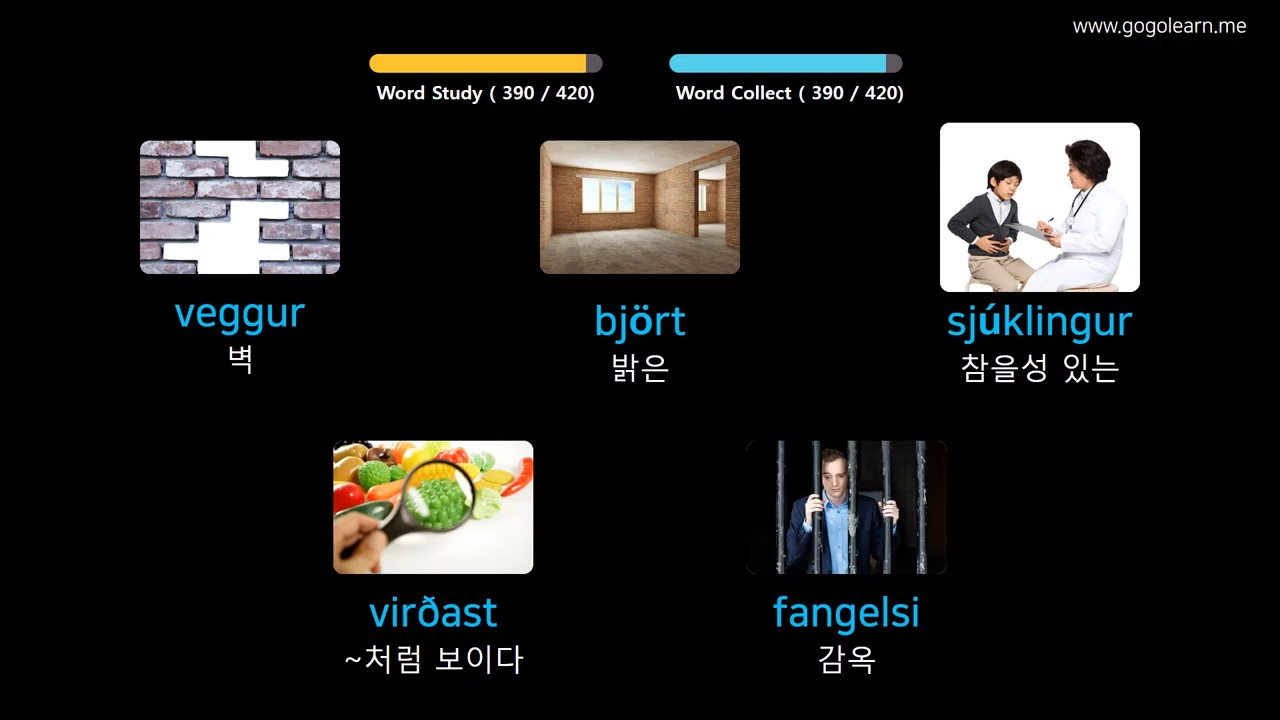 www.gogolearn.me
Word Study ( 390 / 420)
Word Collect ( 390 / 420)
veggur
벽
björt
밝은
sjúklingur
참을성 있는
virðast
~처럼 보이다
fangelsi
감옥